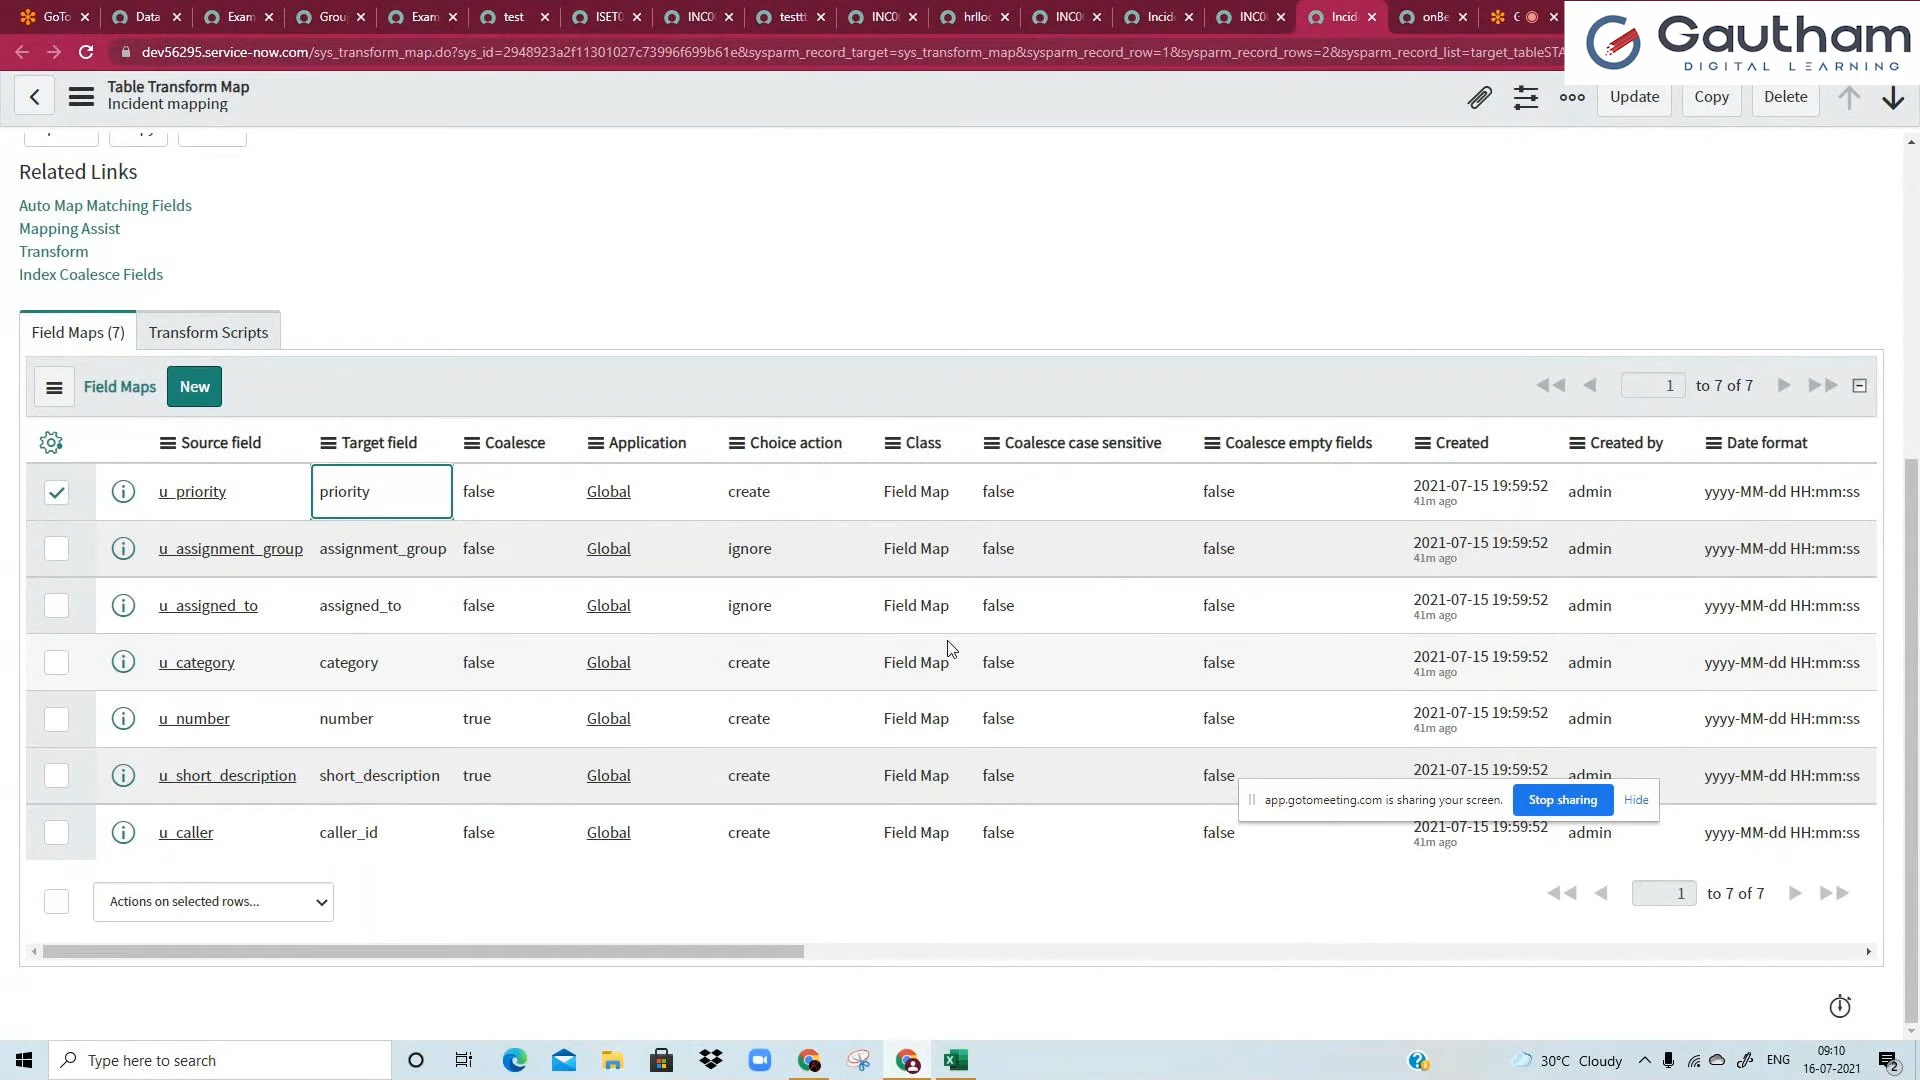 GoTo
Data
Exam
Group
Exam
test
ISET0
INC00
testtt
INC00
hrlloc
INC0
Incid
INC00
Incid
onBe
G
Gautham
DIGITAL LEARNING
dev56295.service-now.com/sys_transform_map.do?sys_id=2948923a2f11301027c73996f699b61e&sysparm_record_target=sys_transform_map&sysparm_record_row=1&sysparm_record_rows=2&sysparm_record_list=target_tableSTA
Table Transform Map
Incident mapping
Update Copy Delete
Related Links
Auto Map Matching Fields
Mapping Assist
Transform
Index Coalesce Fields
Field Maps (7) Transform Scripts
Field Maps New 1 to 7 of 7
Source field Target field Coalesce Application Choice action Class Coalesce case sensitive Coalesce empty fields Created Created by Date format
u_priority priority false Global create Field Map false false 2021-07-15 19:59:52 admin yyyy-MM-dd HH:mm:ss
41m ago
u_assignment_group assignment_group false Global ignore Field Map false false 2021-07-15 19:59:52 admin yyyy-MM-dd HH:mm:ss
41m ago
u_assigned_to assigned_to false Global ignore Field Map false false 2021-07-15 19:59:52 admin yyyy-MM-dd HH:mm:ss
41m ago
u_category category false Global create Field Map false false 2021-07-15 19:59:52 admin yyyy-MM-dd HH:mm:ss
41m ago
u_number number true Global create Field Map false false 2021-07-15 19:59:52 admin yyyy-MM-dd HH:mm:ss
41m ago
u_short_description short_description true Global create Field Map false false 2021-07-15 19:59:52 admin yyyy-MM-dd HH:mm:ss
app.gotomeeting.com is sharing your screen. Stop sharing Hide
u_caller caller_id false Global create Field Map false false 2021-07-15 19:59:52 admin yyyy-MM-dd HH:mm:ss
41m ago
Actions on selected rows... 1 to 7 of 7
Type here to search
30°C Cloudy ENG
09:10
16-07-2021
2